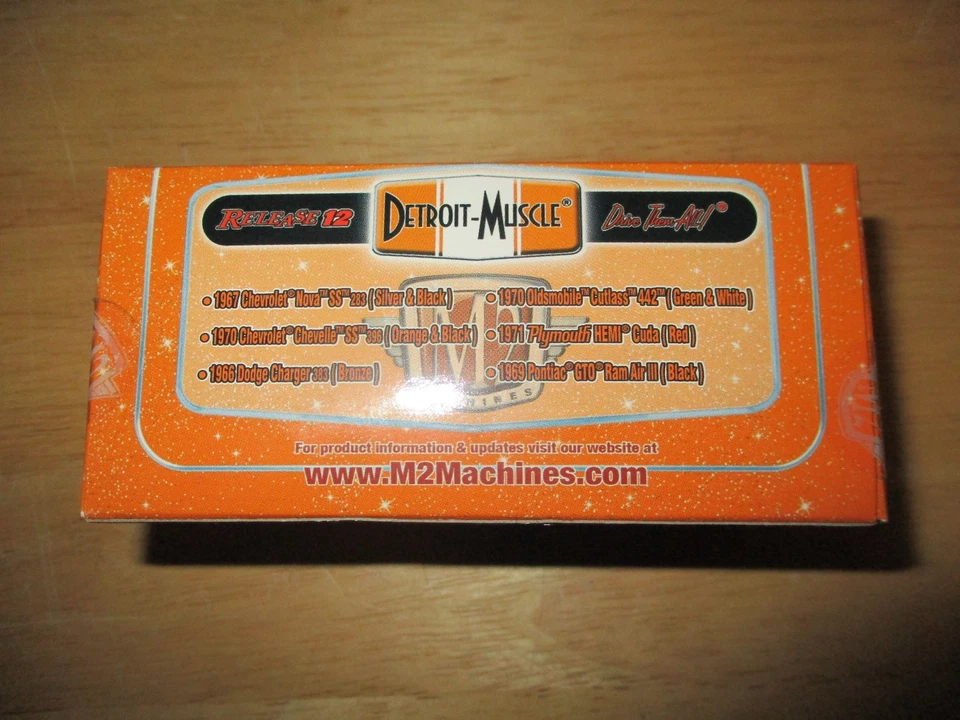 RELEASE 12
DETROIT-MUSCLE®
Drive Them All!®
• 1967 Chevrolet® Nova™ SS™ 283 ( Silver & Black )
• 1970 Chevrolet® Chevelle™ SS™ 396 ( Orange & Black )
• 1966 Dodge Charger 383 ( Bronze )
• 1970 Oldsmobile™ Cutlass™ 442™ ( Green & White )
• 1971 Plymouth HEMI® Cuda ( Red )
• 1969 Pontiac® GTO® Ram Air III ( Black )
M2
For product information & updates visit our website at
www.M2Machines.com